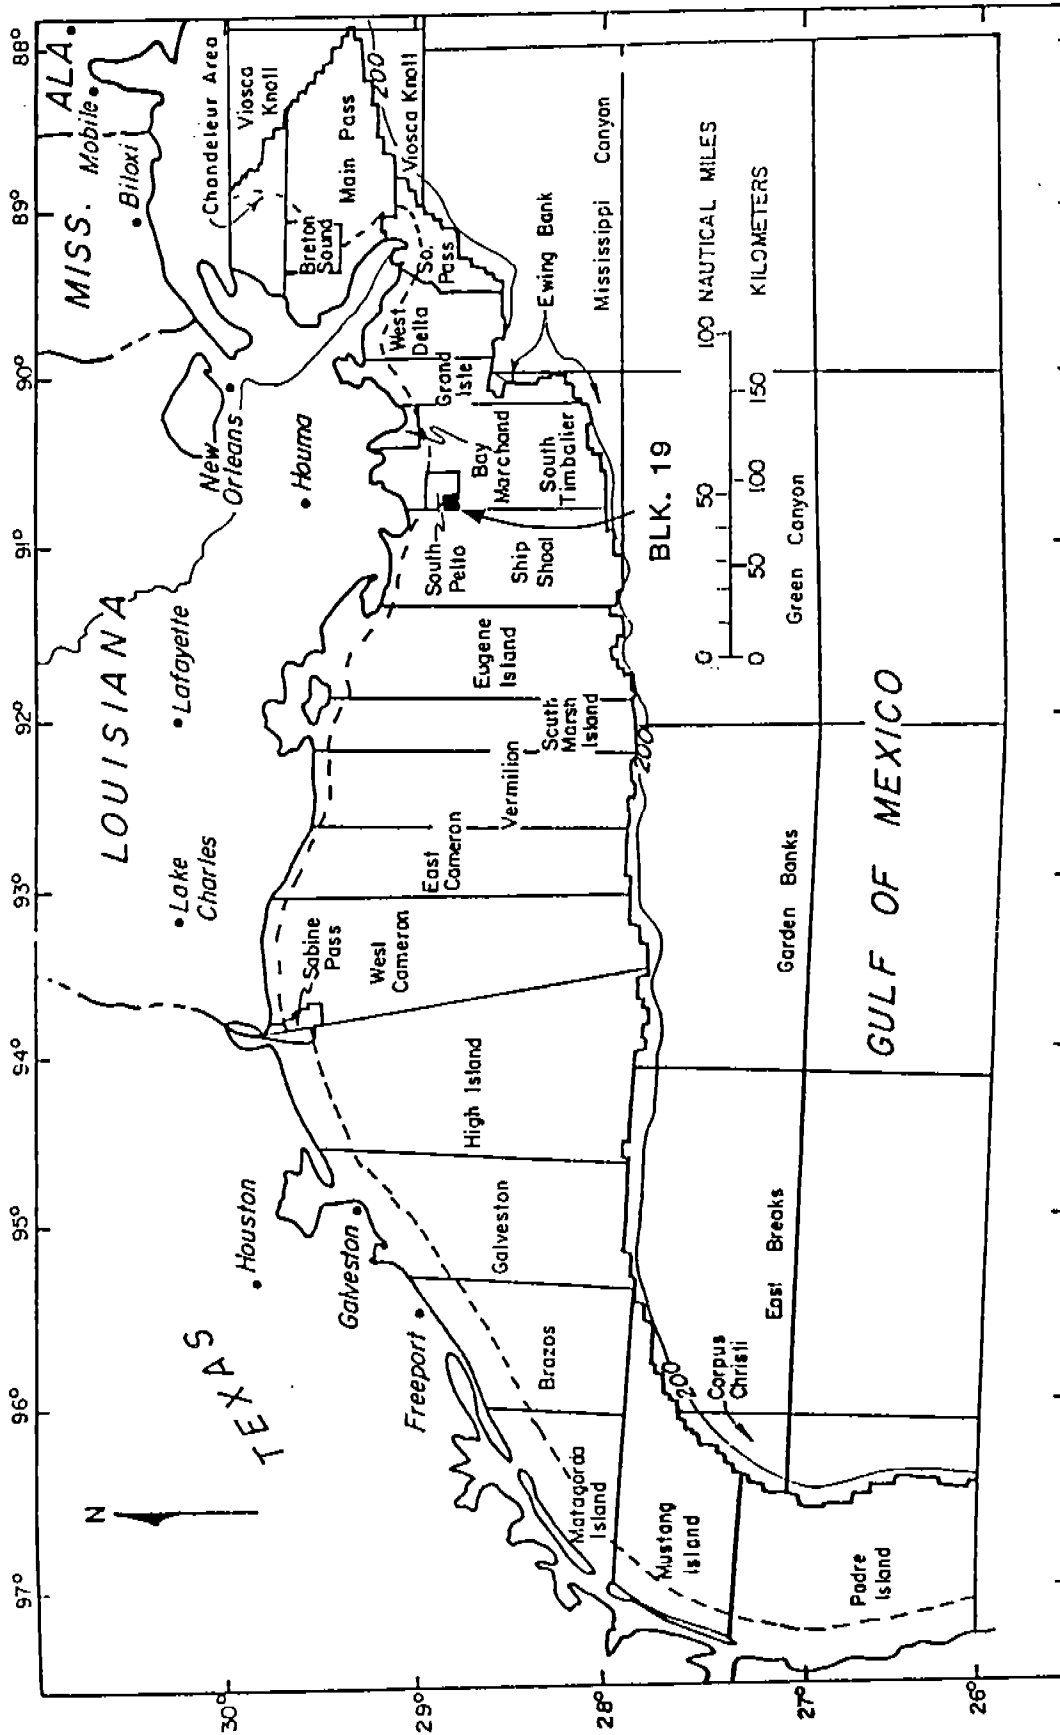 97°
96°
95°
94°
93°
92°
91°
90°
89°
88°
30°
29°
28°
27°
26°
N
TEXAS
LOUISIANA
MISS.
ALA.
Houston
Galveston
Freeport
Lake
Charles
Lafayette
New
Orleans
Houma
Biloxi
Mobile
Chandeleur Area
Viosca
Knoll
Breton
Sound
Main Pass
200
Viosca Knoll
So.
Pass
West
Delta
Grand
Isle
Bay
Marchand
South
Timbalier
South
Pelto
Ship
Shoal
Eugene
Island
South
Marsh
Island
Vermilion
East
Cameron
West
Cameron
Sabine
Pass
High Island
Galveston
Brazos
Matagorda
Island
Mustang
Island
Padre
Island
Corpus
Christi
200
200
East Breaks
Garden Banks
Green Canyon
Ewing Bank
Mississippi Canyon
BLK. 19
0 50 100 NAUTICAL MILES
0 50 100 150 KILOMETERS
GULF OF MEXICO